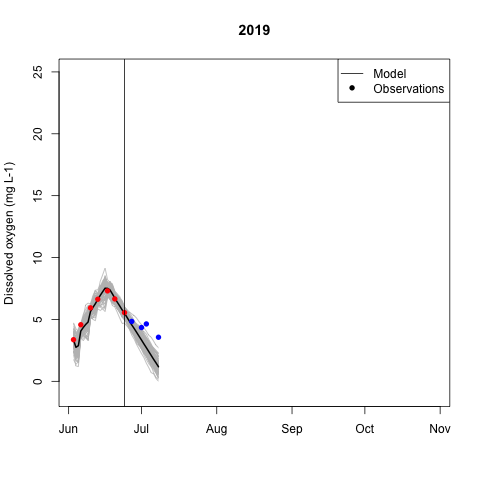 2019
Model
Observations
Dissolved oxygen (mg L-1)
25
20
15
10
5
0
Jun Jul Aug Sep Oct Nov